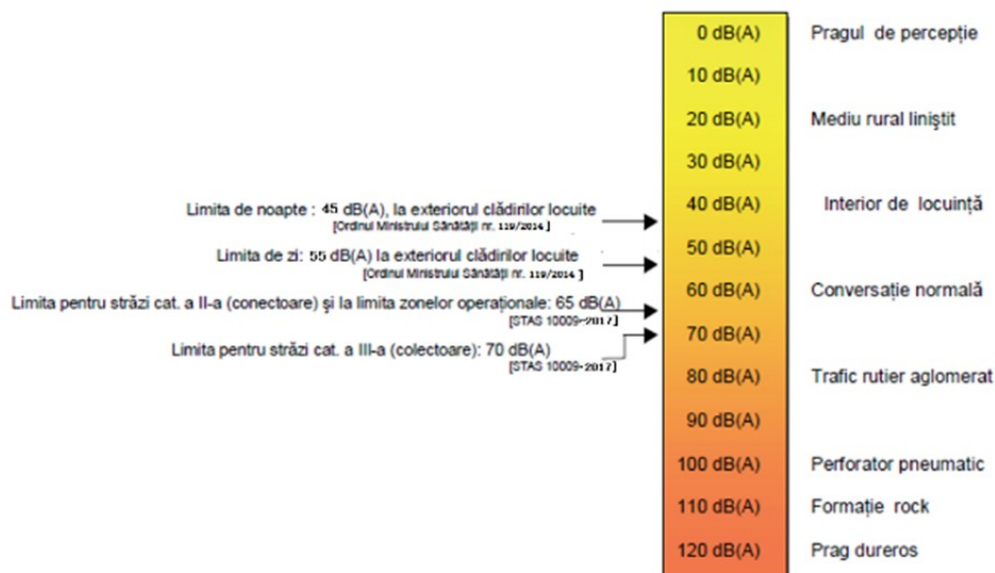 0 dB(A) Pragul de percepție
10 dB(A)
20 dB(A) Mediu rural liniştit
30 dB(A)
Limita de noapte : 45 dB(A), la exteriorul clădirilor locuite 40 dB(A) Interior de locuință
[Ordinul Ministrului Sănătăți nr. 119/2014 ]
Limita de zi: 55 dB(A) la exteriorul clădirilor locuite 50 dB(A)
[Ordinul Ministrului Sănătăți nr. 119/2014 ]
Limita pentru străzi cat. a II-a (conectoare) şi la limita zonelor operaționale: 65 dB(A) 60 dB(A) Conversație normală
[STAS 10009-2017]
Limita pentru străzi cat. a III-a (colectoare): 70 dB(A) 70 dB(A)
[STAS 10009-2017]
80 dB(A) Trafic rutier aglomerat
90 dB(A)
100 dB(A) Perforator pneumatic
110 dB(A) Formație rock
120 dB(A) Prag dureros